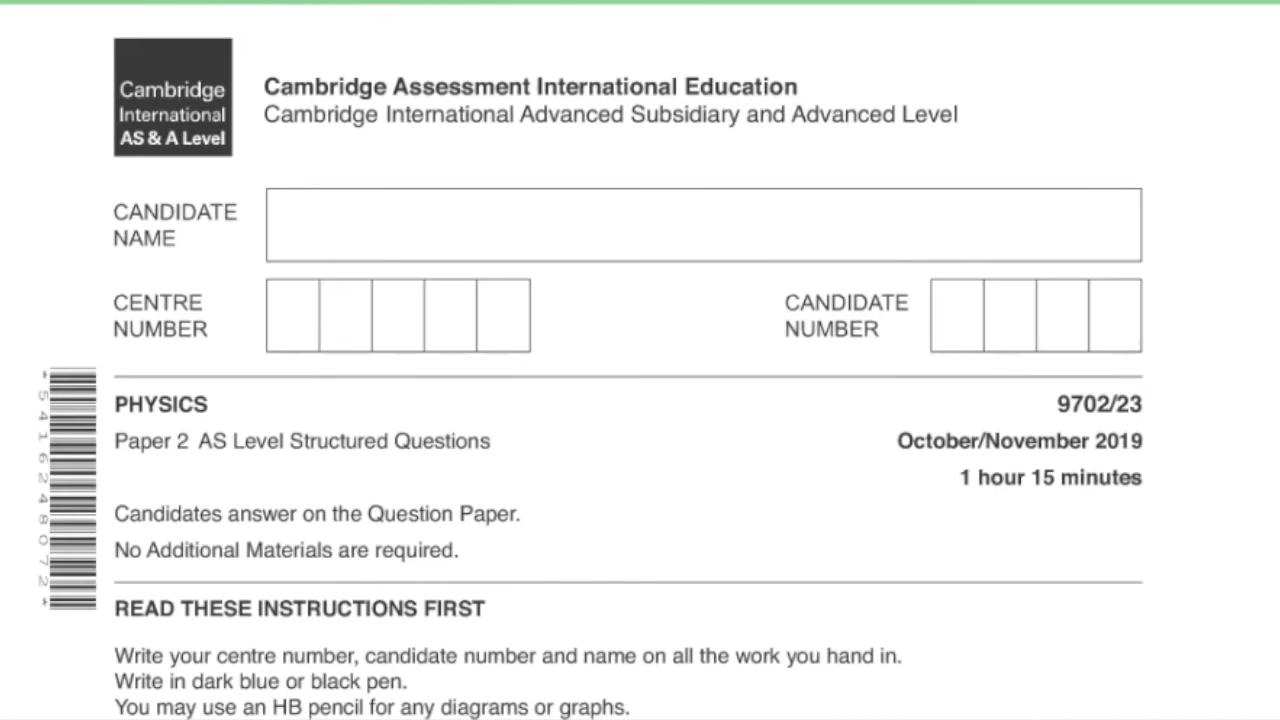 Cambridge
International
AS & A Level
Cambridge Assessment International Education
Cambridge International Advanced Subsidiary and Advanced Level
CANDIDATE
NAME
CENTRE
NUMBER
CANDIDATE
NUMBER
*5416248072*
PHYSICS
9702/23
Paper 2 AS Level Structured Questions
October/November 2019
1 hour 15 minutes
Candidates answer on the Question Paper.
No Additional Materials are required.
READ THESE INSTRUCTIONS FIRST
Write your centre number, candidate number and name on all the work you hand in.
Write in dark blue or black pen.
You may use an HB pencil for any diagrams or graphs.